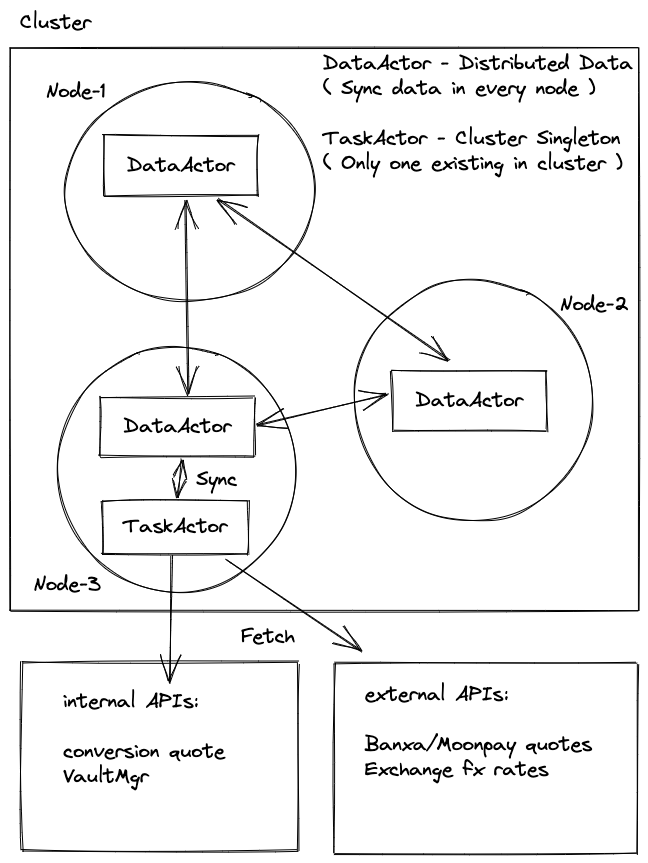 Cluster
DataActor - Distributed Data
( Sync data in every node )
TaskActor - Cluster Singleton
( Only one existing in cluster )
Node-1
DataActor
Node-2
DataActor
DataActor
Sync
TaskActor
Node-3
Fetch
internal APIs:
conversion quote
VaultMgr
external APIs:
Banxa/Moonpay quotes
Exchange fx rates